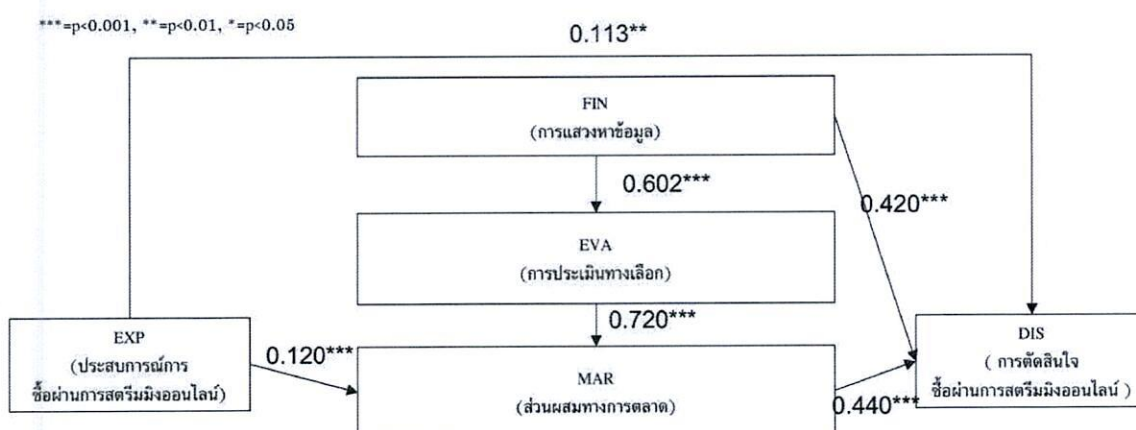 ***=p<0.001, **=p<0.01, *=p<0.05
0.113**
FIN
(การแสวงหาข้อมูล)
0.602***
0.420***
EVA
(การประเมินทางเลือก)
0.720***
EXP
(ประสบการณ์การ
ซื้อผ่านการสตรีมมิงออนไลน์)
0.120***
MAR
(ส่วนผสมทางการตลาด)
0.440***
DIS
( การตัดสินใจ
ซื้อผ่านการสตรีมมิงออนไลน์ )